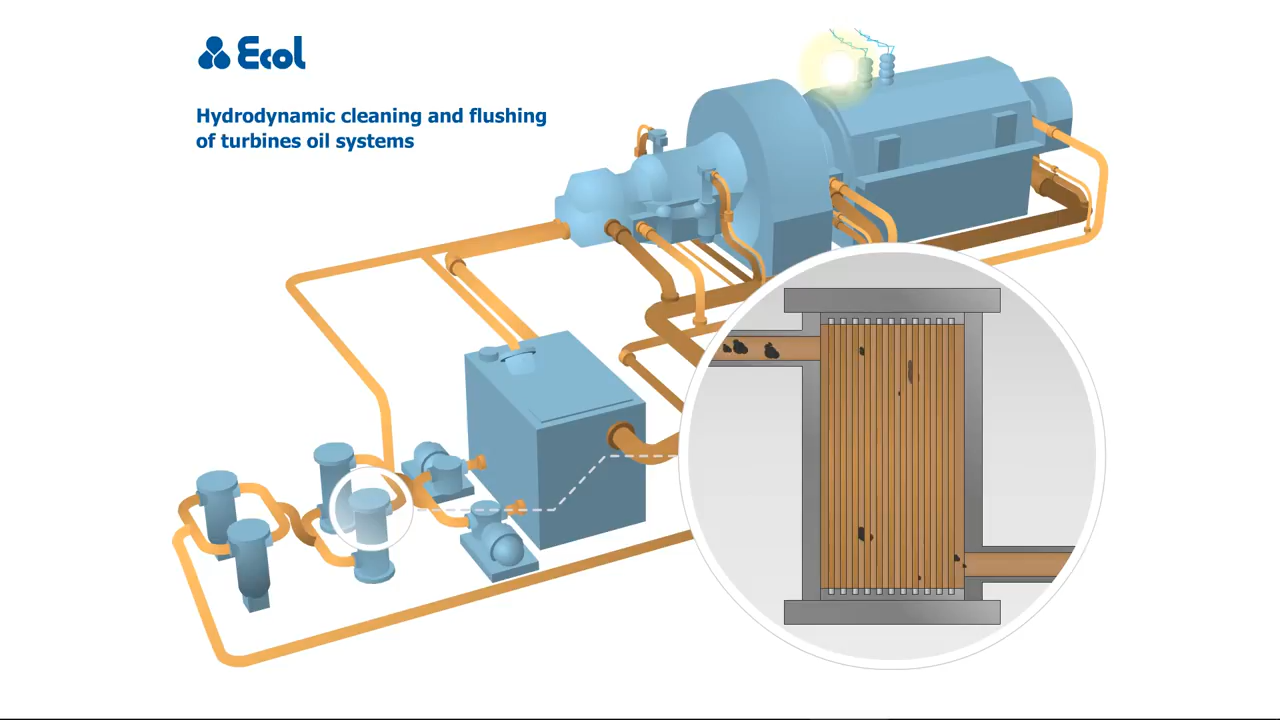 Ecol
Hydrodynamic cleaning and flushing
of turbines oil systems